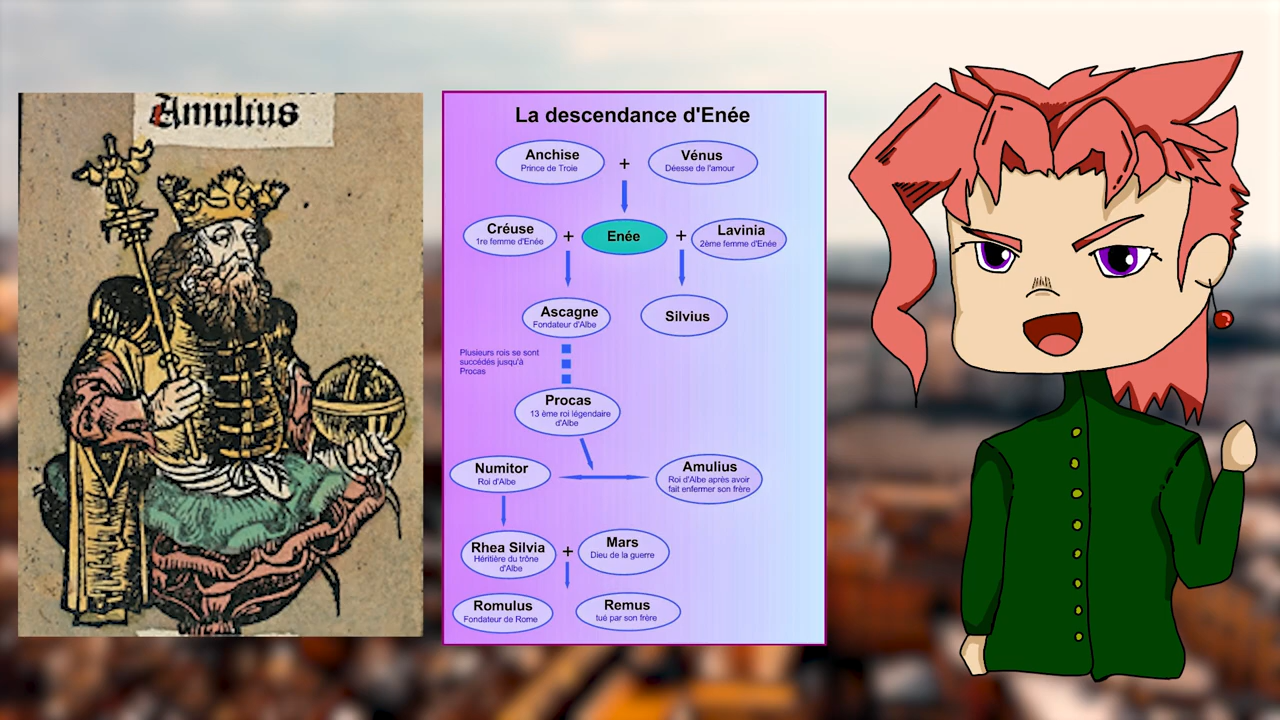 Amulius
La descendance d'Enée
Anchise
Prince de Troie
+
Vénus
Déesse de l'amour
Créuse
1re femme d'Enée
+
Enée
+
Lavinia
2ème femme d'Enée
Ascagne
Fondateur d'Albe
Silvius
Plusieurs rois se sont
succédés jusqu'à
Procas
Procas
13 ème roi légendaire
d'Albe
Numitor
Roi d'Albe
Amulius
Roi d'Albe après avoir
fait enfermer son frère
Rhea Silvia
Héritière du trône
d'Albe
+
Mars
Dieu de la guerre
Romulus
Fondateur de Rome
Remus
tué par son frère